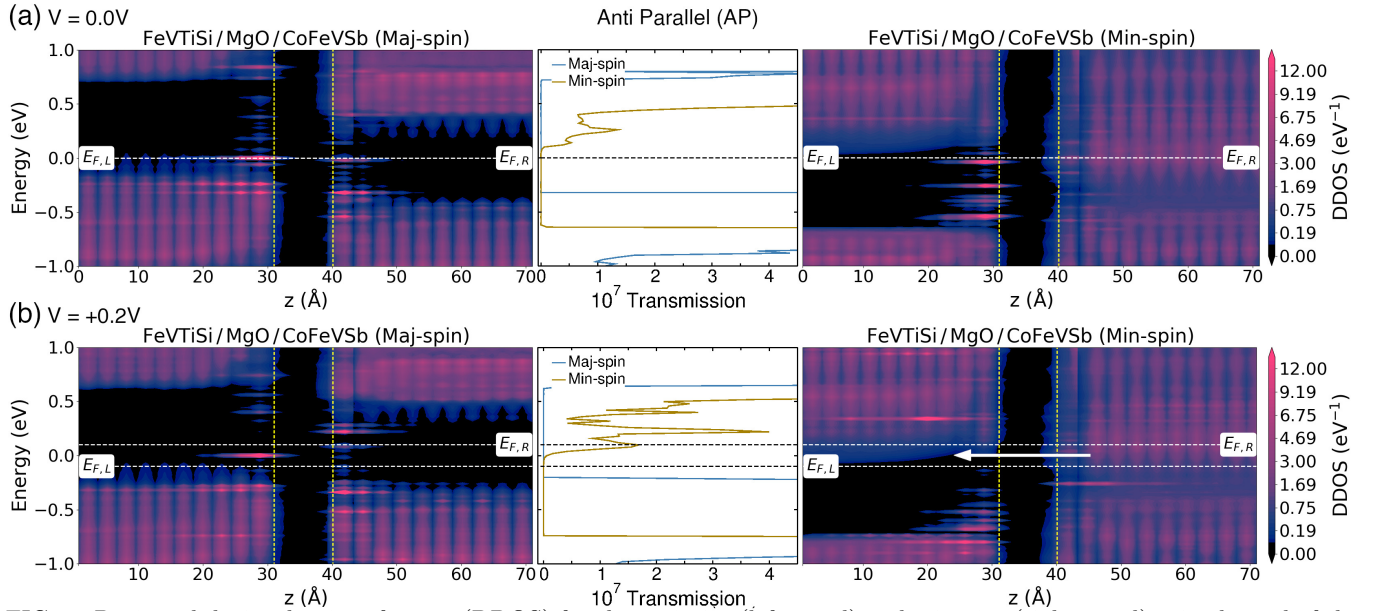 (a) V = 0.0V
Anti Parallel (AP)
FeVTiSi/MgO/CoFeVSb (Maj-spin)
FeVTiSi/MgO/CoFeVSb (Min-spin)
Energy (eV)
1.0
0.5
0.0
−0.5
−1.0
E_{F,L}
E_{F,R}
0 10 20 30 40 50 60 70
z (Å)
Maj-spin
Min-spin
0 1 2 3 4
10^7 Transmission
E_{F,L}
E_{F,R}
0 10 20 30 40 50 60 70
z (Å)
12.00
9.19
6.75
4.69
3.00
1.69
0.75
0.19
0.00
DDOS (eV^{−1})
(b) V = +0.2V
FeVTiSi/MgO/CoFeVSb (Maj-spin)
FeVTiSi/MgO/CoFeVSb (Min-spin)
Energy (eV)
1.0
0.5
0.0
−0.5
−1.0
E_{F,L}
E_{F,R}
10 20 30 40 50 60 70
z (Å)
Maj-spin
Min-spin
0 1 2 3 4
10^7 Transmission
E_{F,L}
E_{F,R}
10 20 30 40 50 60 70
z (Å)
12.00
9.19
6.75
4.69
3.00
1.69
0.75
0.19
0.00
DDOS (eV^{−1})